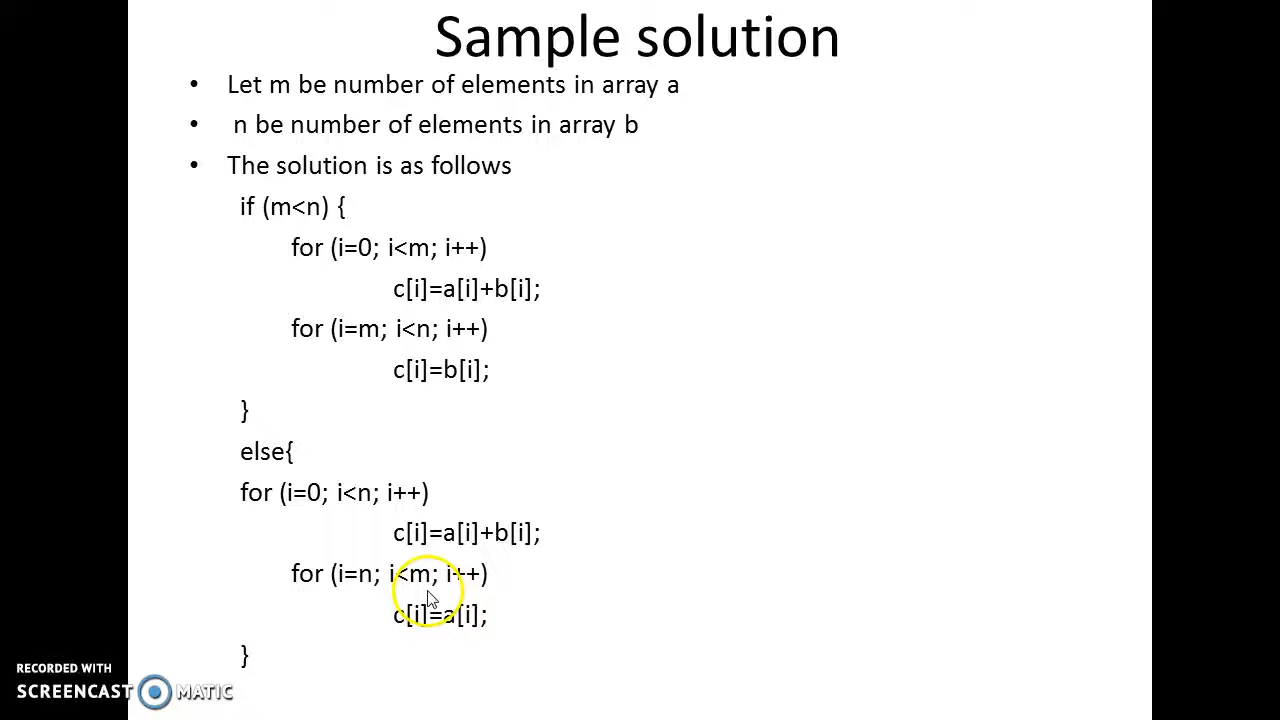 Sample solution
• Let m be number of elements in array a
• n be number of elements in array b
• The solution is as follows
if (m<n) {
for (i=0; i<m; i++)
c[i]=a[i]+b[i];
for (i=m; i<n; i++)
c[i]=b[i];
}
else{
for (i=0; i<n; i++)
c[i]=a[i]+b[i];
for (i=n; i<m; i++)
c[i]=a[i];
}
RECORDED WITH
SCREENCAST MATIC